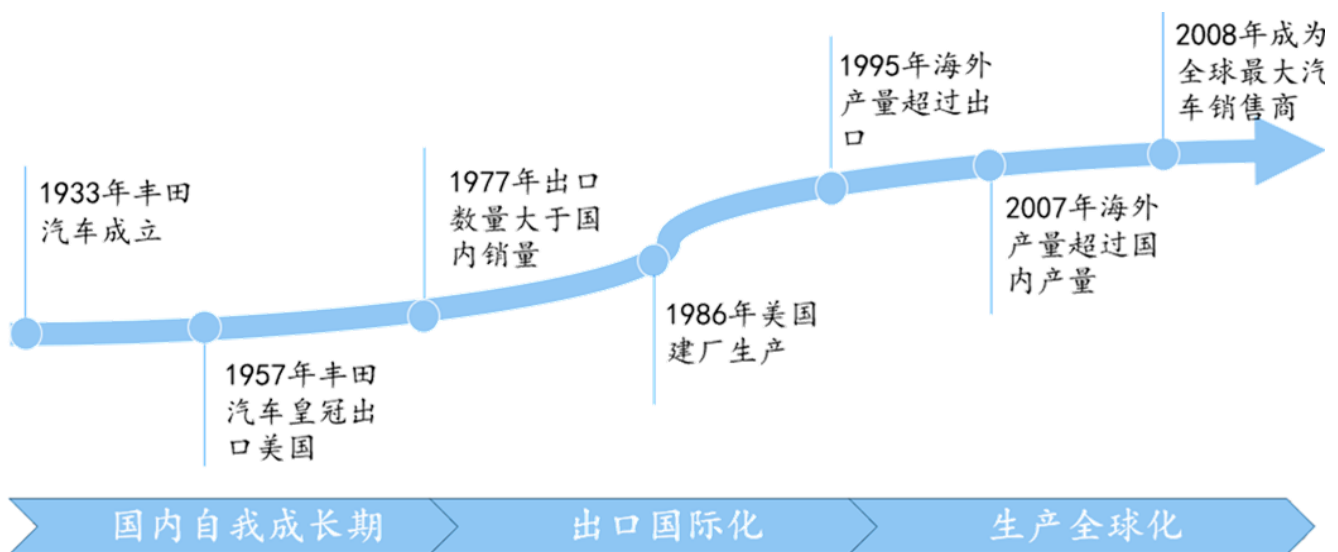 1933年丰田
汽车成立
1957年丰田
汽车皇冠出
口美国
1977年出口
数量大于国
内销量
1986年美国
建厂生产
1995年海外
产量超过出
口
2007年海外
产量超过国
内产量
2008年成为
全球最大汽
车销售商
国内自我成长期
出口国际化
生产全球化